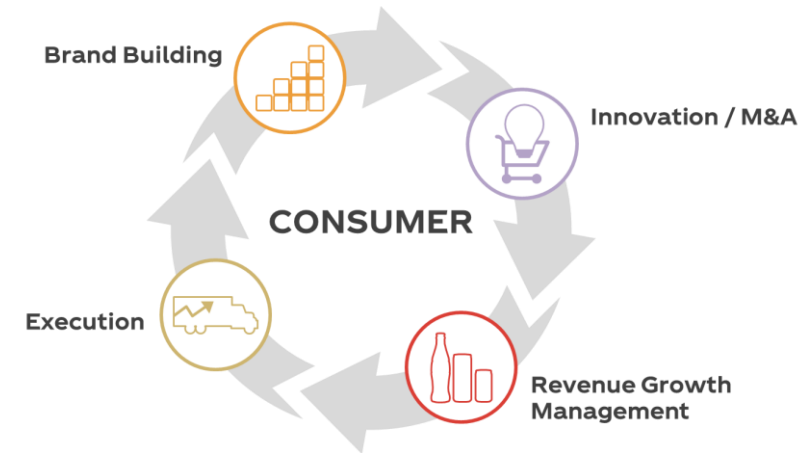 Brand Building
Innovation / M&A
CONSUMER
Execution
Revenue Growth
Management